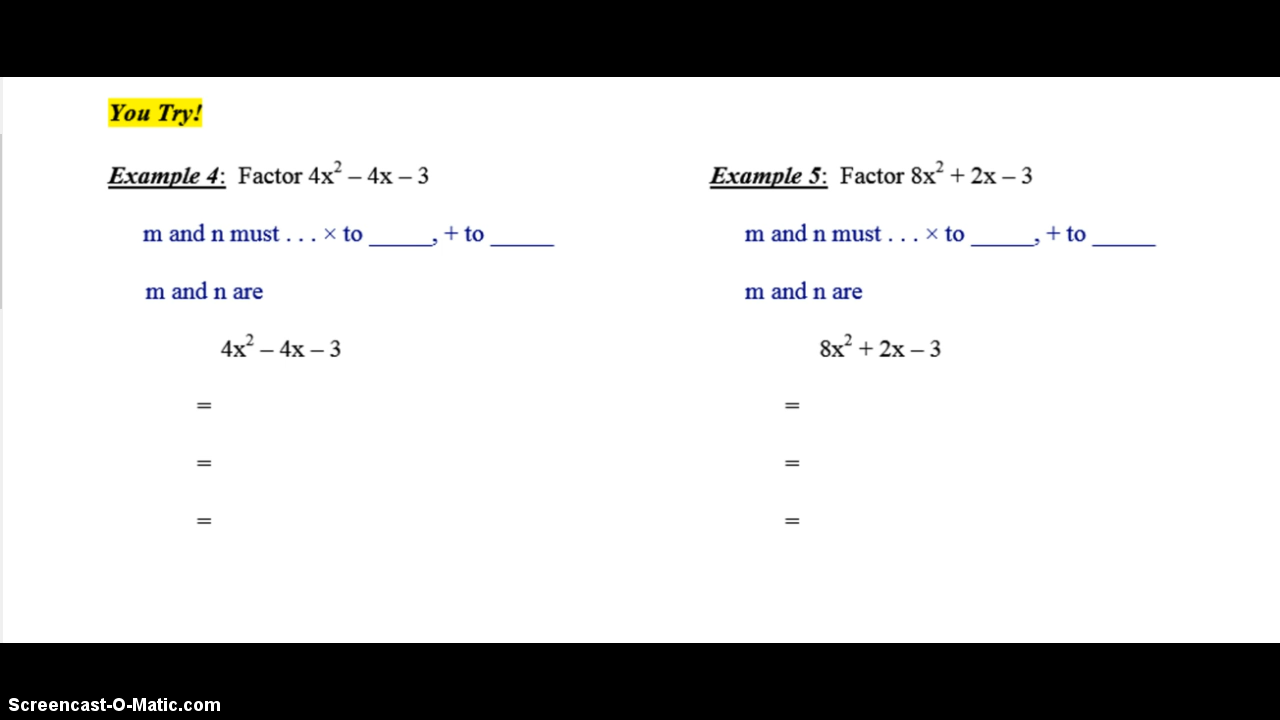 You Try!
Example 4: Factor 4x² – 4x – 3
m and n must . . . × to _____, + to _____
m and n are
4x² – 4x – 3
=
=
=
Example 5: Factor 8x² + 2x – 3
m and n must . . . × to _____, + to _____
m and n are
8x² + 2x – 3
=
=
=
Screencast-O-Matic.com